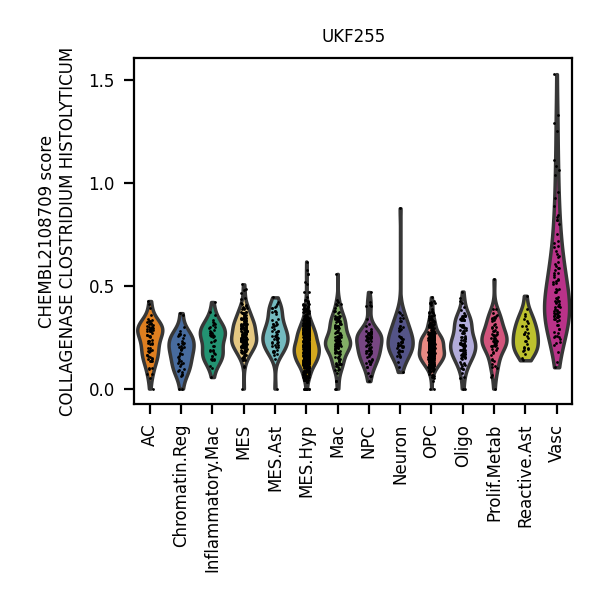 UKF255
CHEMBL2108709 score
COLLAGENASE CLOSTRIDIUM HISTOLYTICUM
1.5
1.0
0.5
0.0
AC
Chromatin.Reg
Inflammatory.Mac
MES
MES.Ast
MES.Hyp
Mac
NPC
Neuron
OPC
Oligo
Prolif.Metab
Reactive.Ast
Vasc